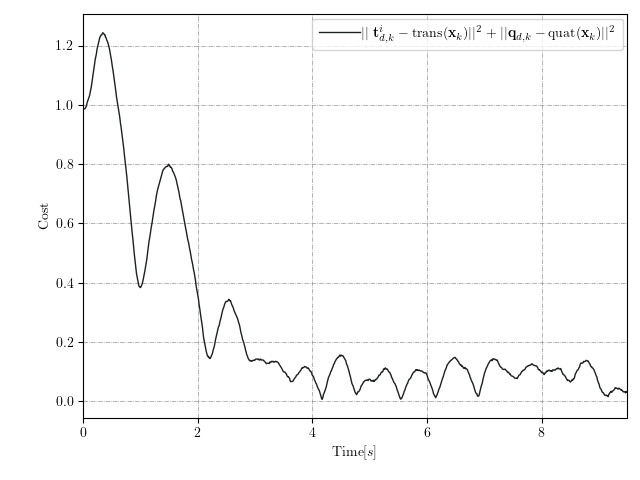 || t^i_{d,k} − trans(x_k)||² + ||q_{d,k} − quat(x_k)||²
1.2
1.0
0.8
0.6
0.4
0.2
0.0
Cost
0 2 4 6 8
Time[s]